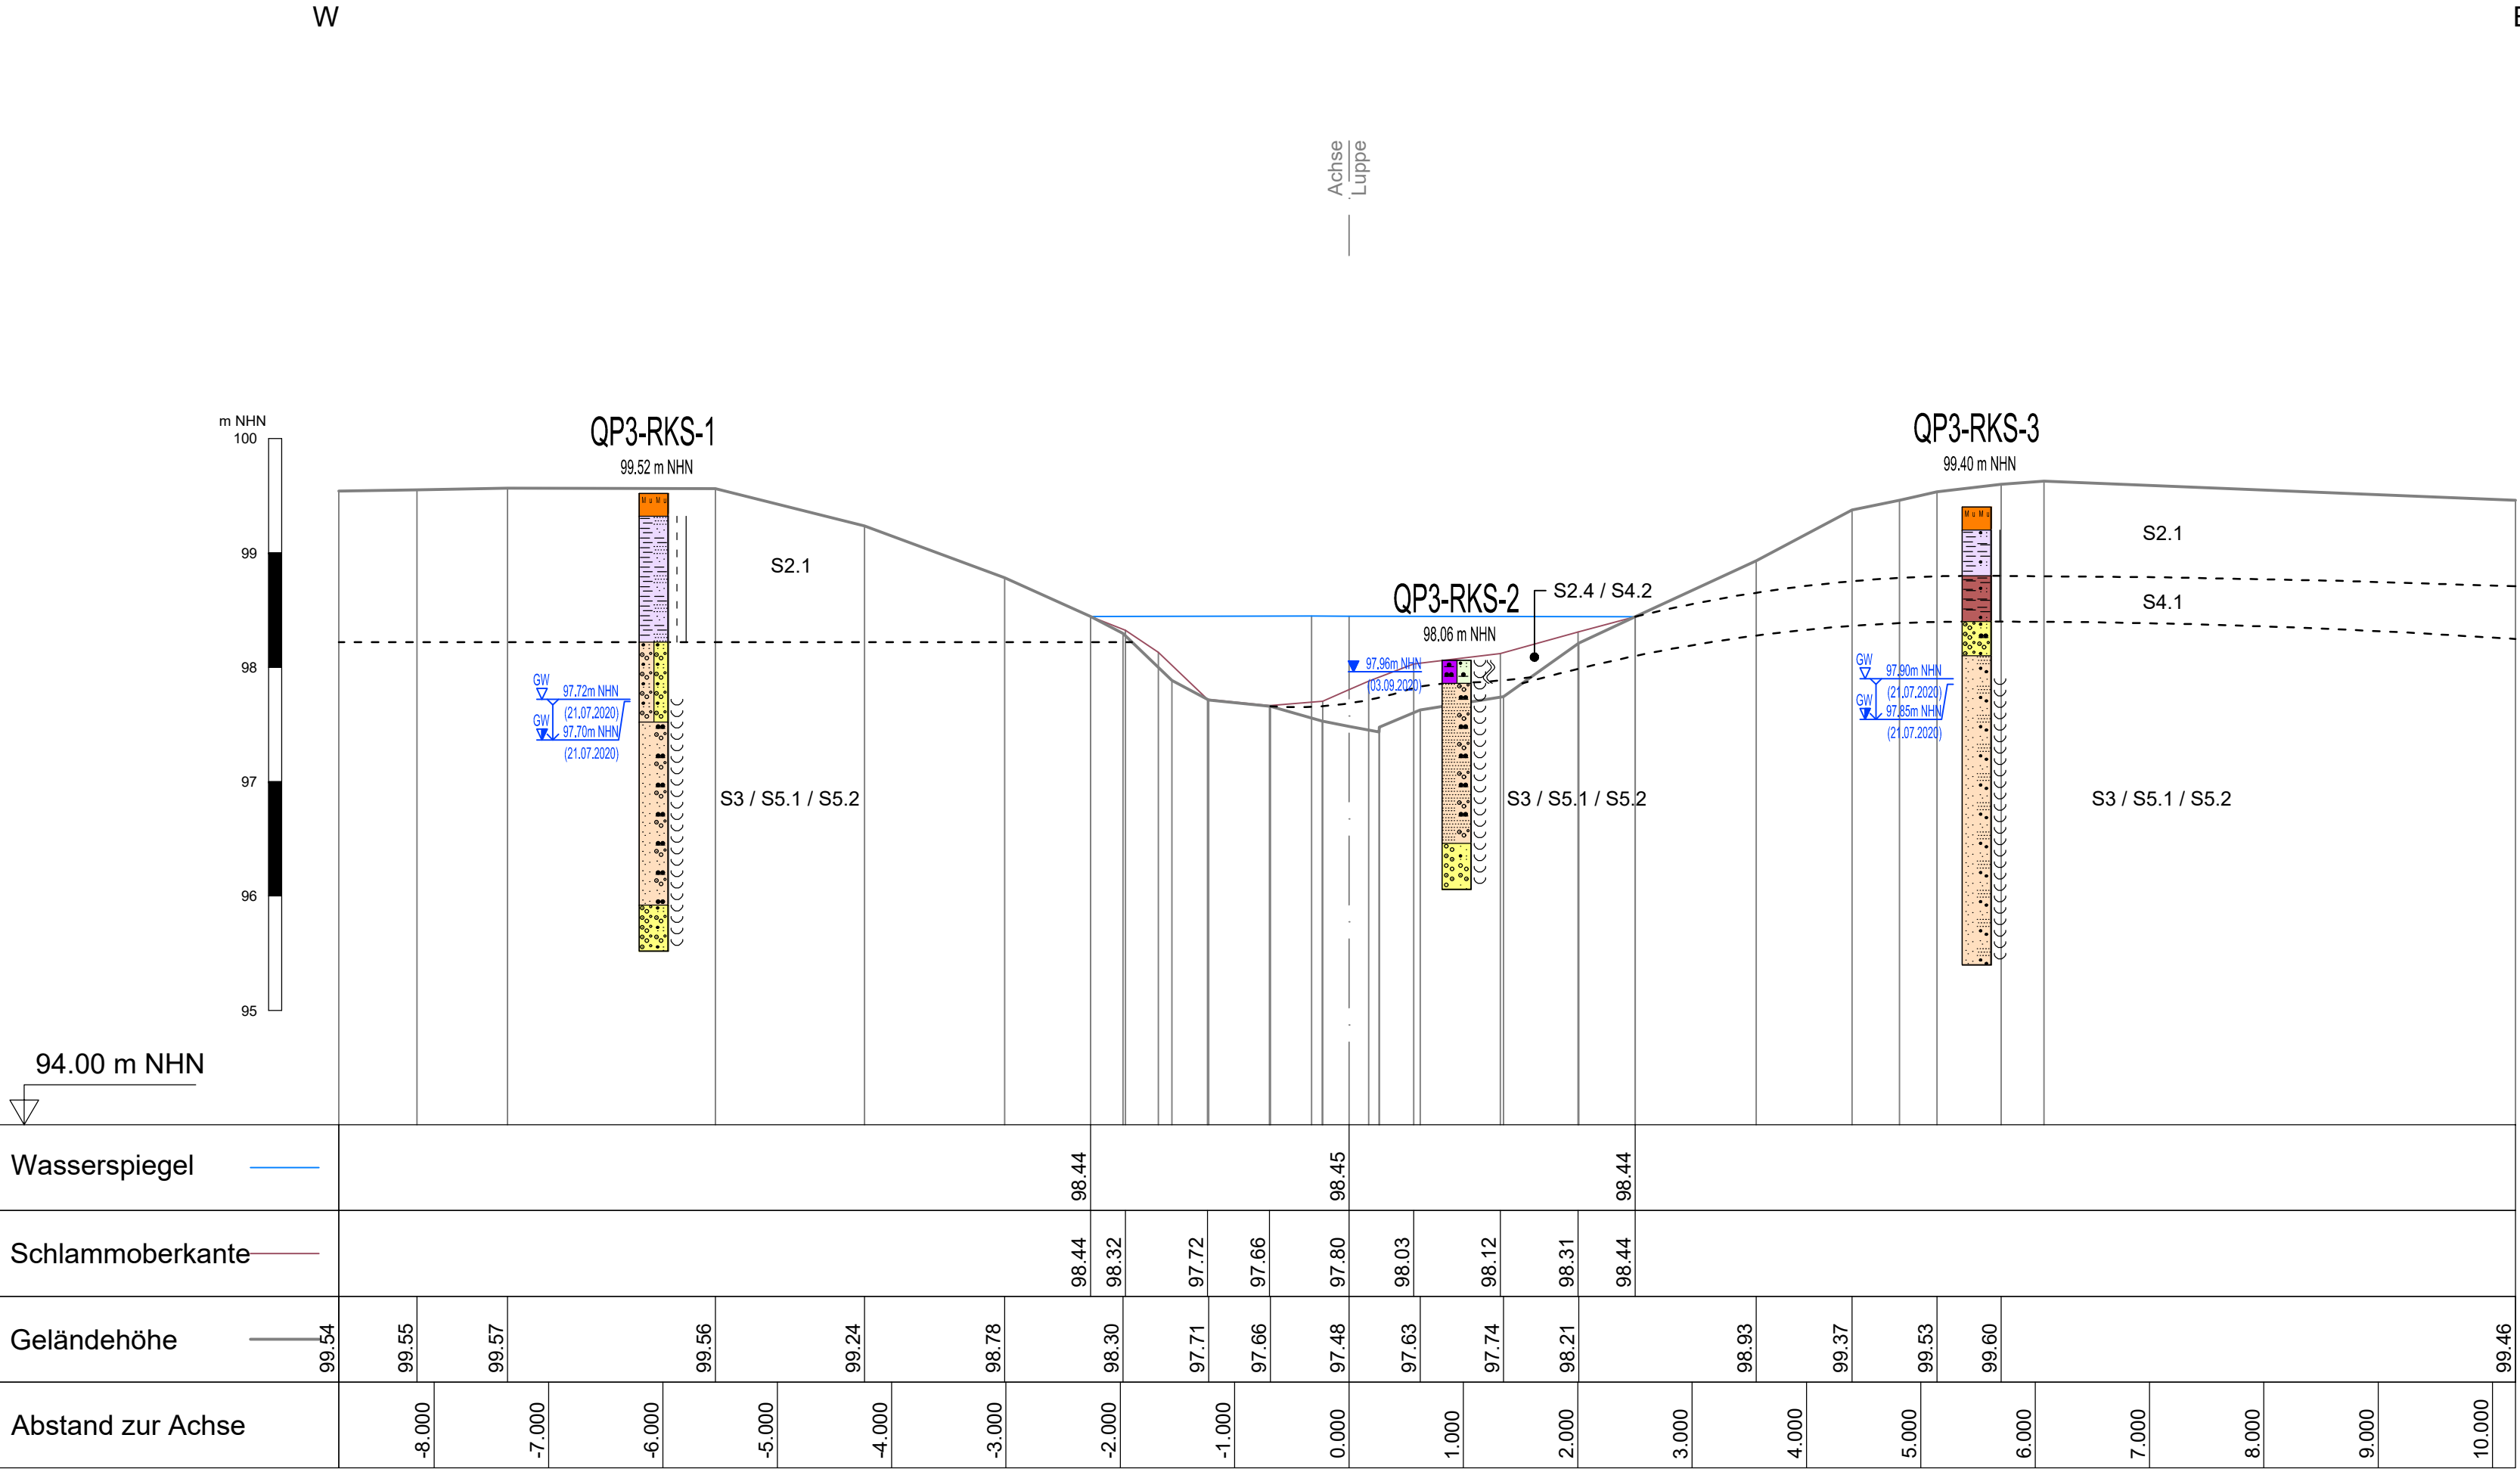 W
E
Achse
Luppe
m NHN
100
99
98
97
96
95
94.00 m NHN
QP3-RKS-1
99.52 m NHN
Mu Mu
S2.1
GW
97.72m NHN
(21.07.2020)
GW
97.70m NHN
(21.07.2020)
S3 / S5.1 / S5.2
QP3-RKS-2
98.06 m NHN
S2.4 / S4.2
97.96m NHN
(03.09.2020)
S3 / S5.1 / S5.2
QP3-RKS-3
99.40 m NHN
Mu Mu
S2.1
S4.1
GW
97.90m NHN
(21.07.2020)
GW
97.85m NHN
(21.07.2020)
S3 / S5.1 / S5.2
Wasserspiegel 98.44 98.45 98.44
Schlammoberkante 98.44 98.32 97.72 97.66 97.80 98.03 98.12 98.31 98.44
Geländehöhe 99.54 99.55 99.57 99.56 99.24 98.78 98.30 97.71 97.66 97.48 97.63 97.74 98.21 98.93 99.37 99.53 99.60 99.46
Abstand zur Achse -8.000 -7.000 -6.000 -5.000 -4.000 -3.000 -2.000 -1.000 0.000 1.000 2.000 3.000 4.000 5.000 6.000 7.000 8.000 9.000 10.000